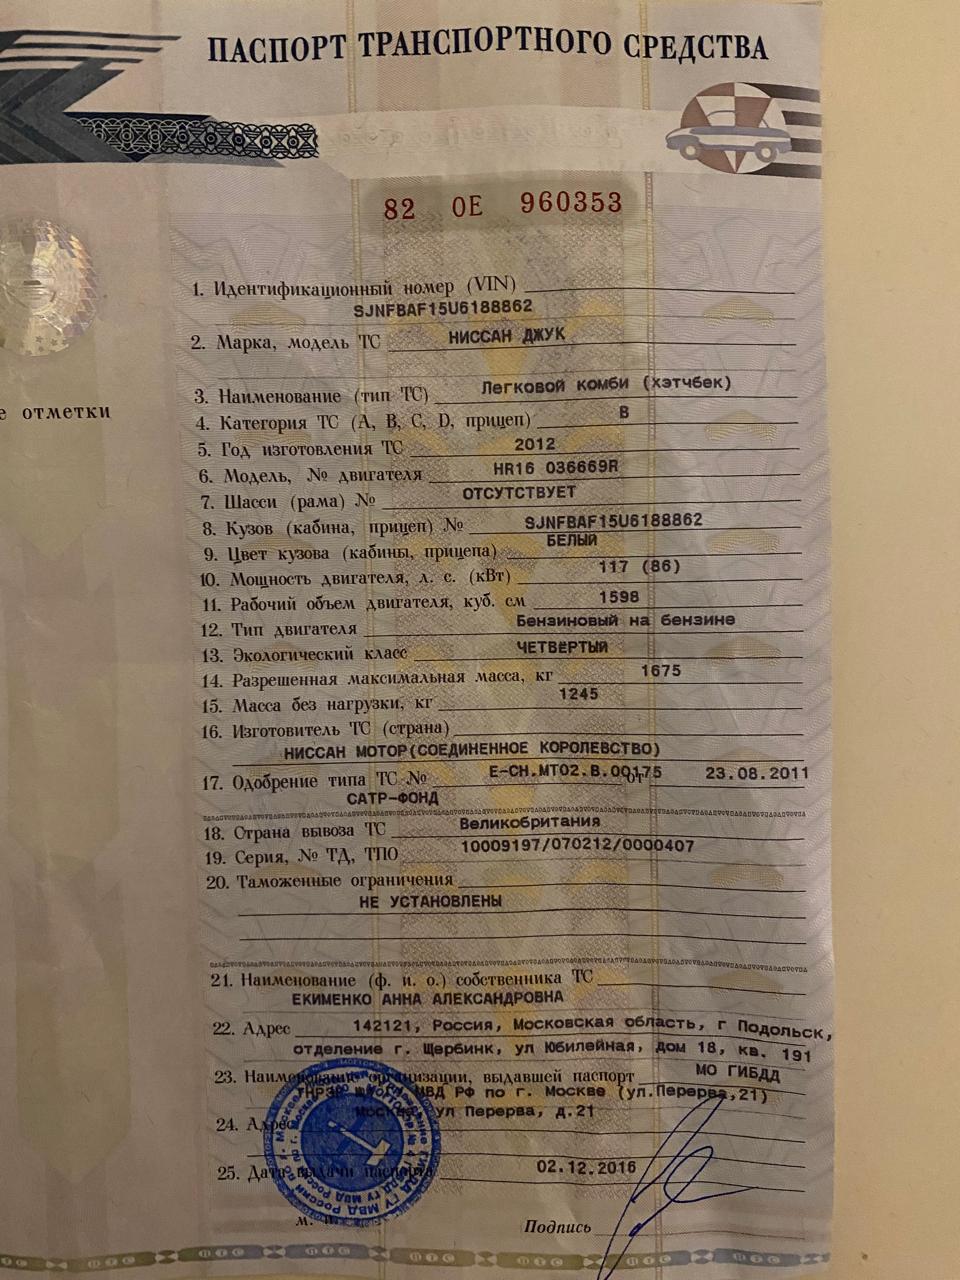 ПАСПОРТ ТРАНСПОРТНОГО СРЕДСТВА
82 ОЕ 960353
е отметки
1. Идентификационный номер (VIN)
SJNFBAF15U6188862
2. Марка, модель ТС НИССАН ДЖУК
3. Наименование (тип ТС) Легковой комби (хэтчбек)
4. Категория ТС (A, B, C, D, прицеп) В
5. Год изготовления ТС 2012
6. Модель, № двигателя HR16 036669R
7. Шасси (рама) № ОТСУТСТВУЕТ
8. Кузов (кабина, прицеп) № SJNFBAF15U6188862
9. Цвет кузова (кабины, прицепа) БЕЛЫЙ
10. Мощность двигателя, л. с. (кВт) 117 (86)
11. Рабочий объем двигателя, куб. см 1598
12. Тип двигателя Бензиновый на бензине
13. Экологический класс ЧЕТВЕРТЫЙ
14. Разрешенная максимальная масса, кг 1675
15. Масса без нагрузки, кг 1245
16. Изготовитель ТС (страна)
НИССАН МОТОР(СОЕДИНЕННОЕ КОРОЛЕВСТВО)
17. Одобрение типа ТС № Е-СН.МТ02.В.00175 от 23.08.2011
САТР-ФОНД
18. Страна вывоза ТС Великобритания
19. Серия, № ТД, ТПО 10009197/070212/0000407
20. Таможенные ограничения
НЕ УСТАНОВЛЕНЫ
21. Наименование (ф. и. о.) собственника ТС
ЕКИМЕНКО АННА АЛЕКСАНДРОВНА
22. Адрес 142121, Россия, Московская область, г Подольск,
отделение г. Щербинк, ул Юбилейная, дом 18, кв. 191
23. Наименование организации, выдавшей паспорт МО ГИБДД
МВД РФ по г. Москве (ул.Перерва,21)
24. Адрес Москва, ул Перерва, д.21
25. Дата выдачи паспорта 02.12.2016
М. П. Подпись
ПТС ПТС ПТС ПТС ПТС